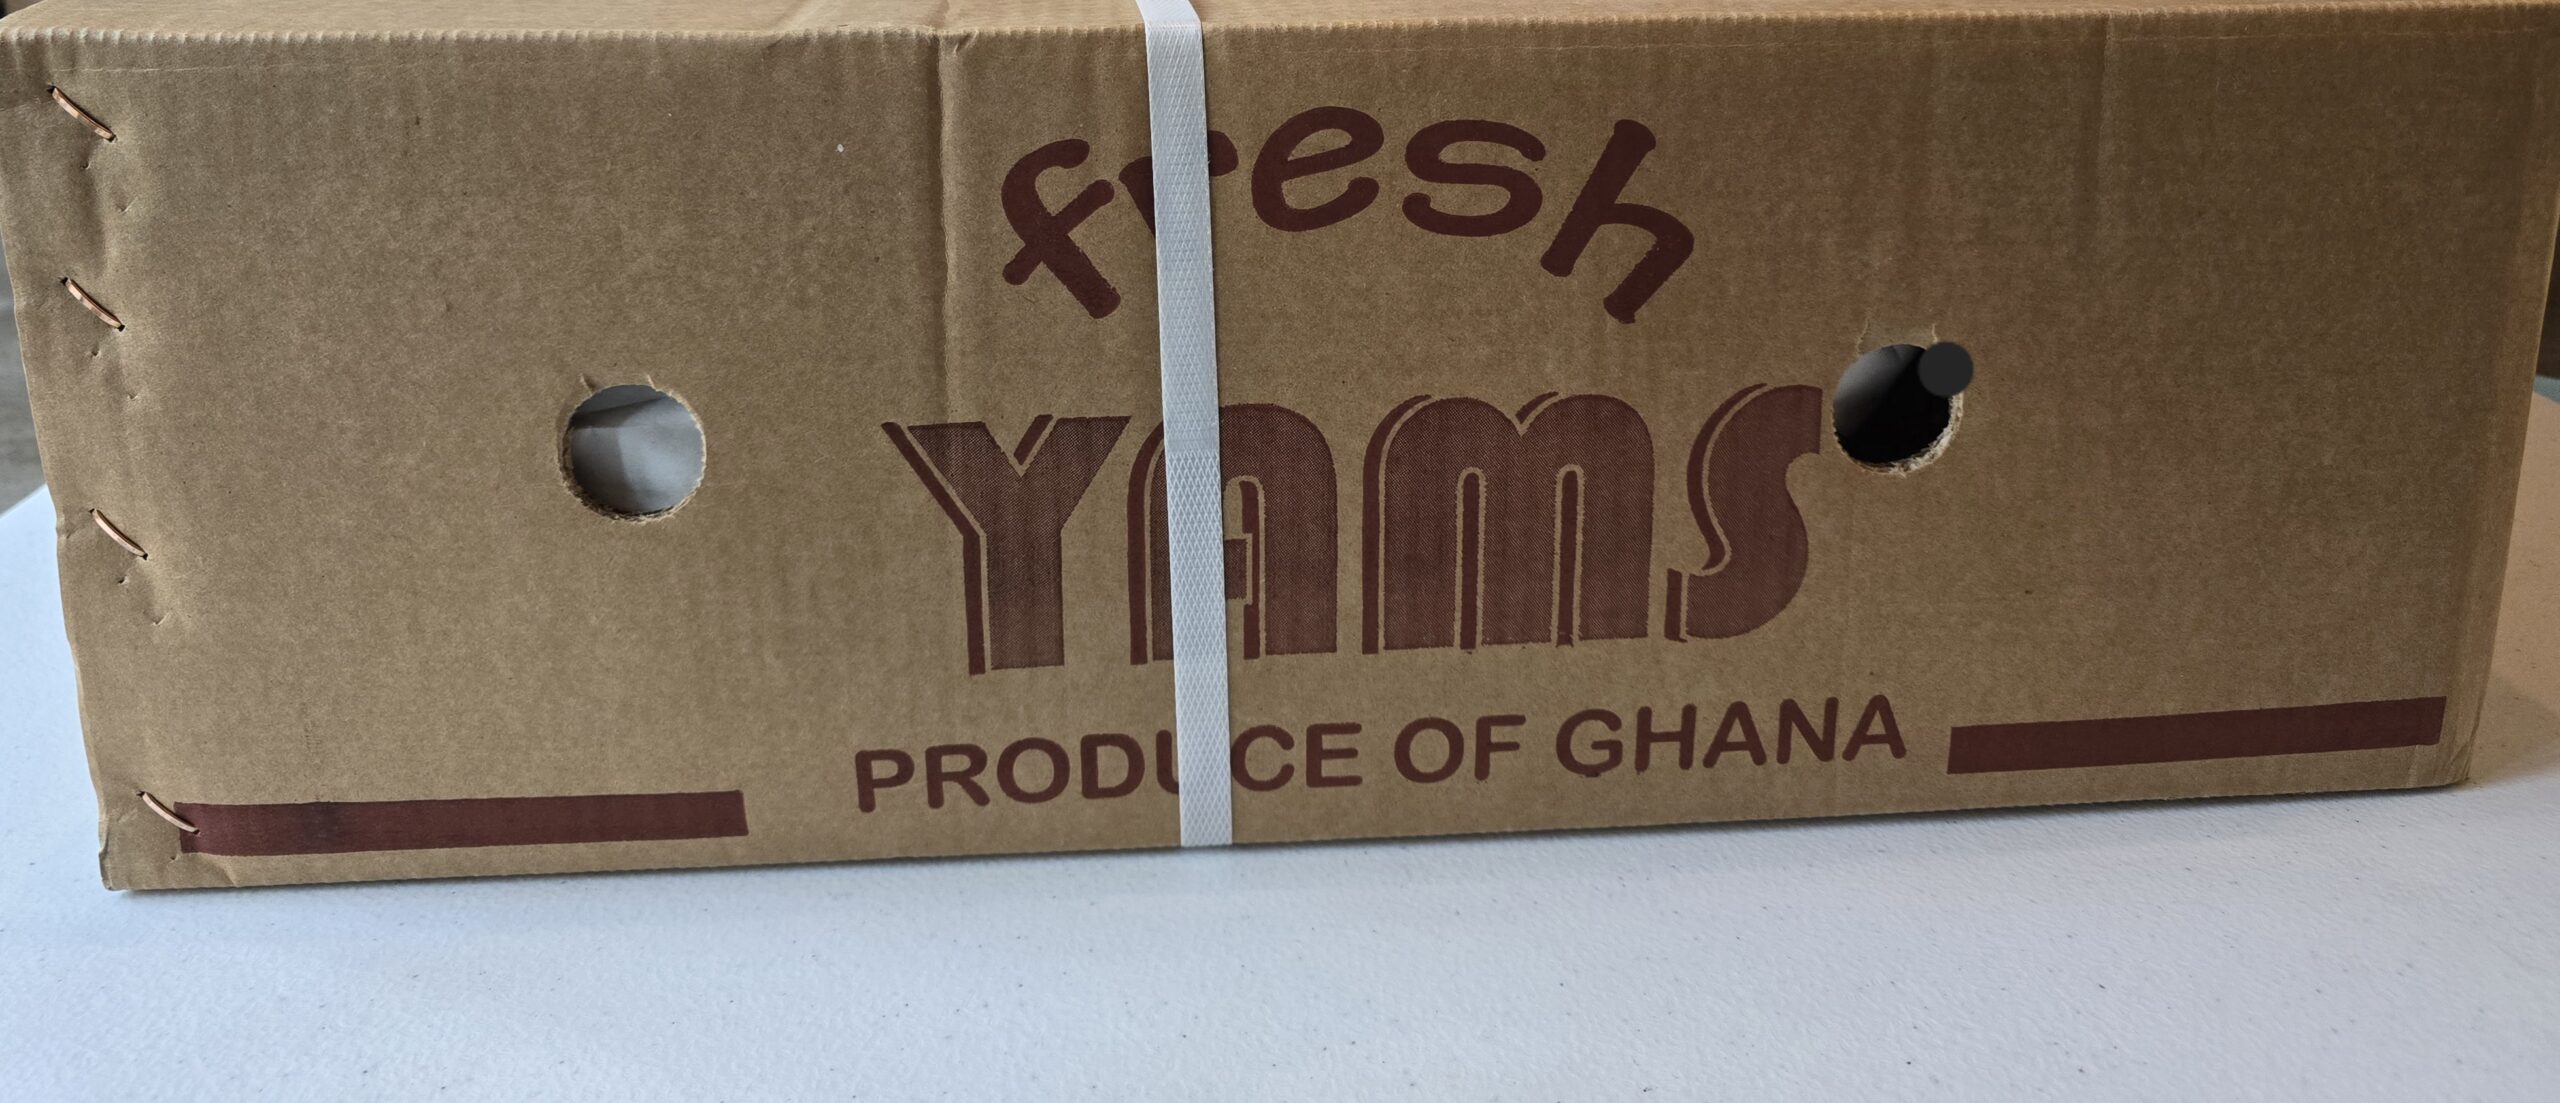 fresh
YAMS
PRODUCE OF GHANA